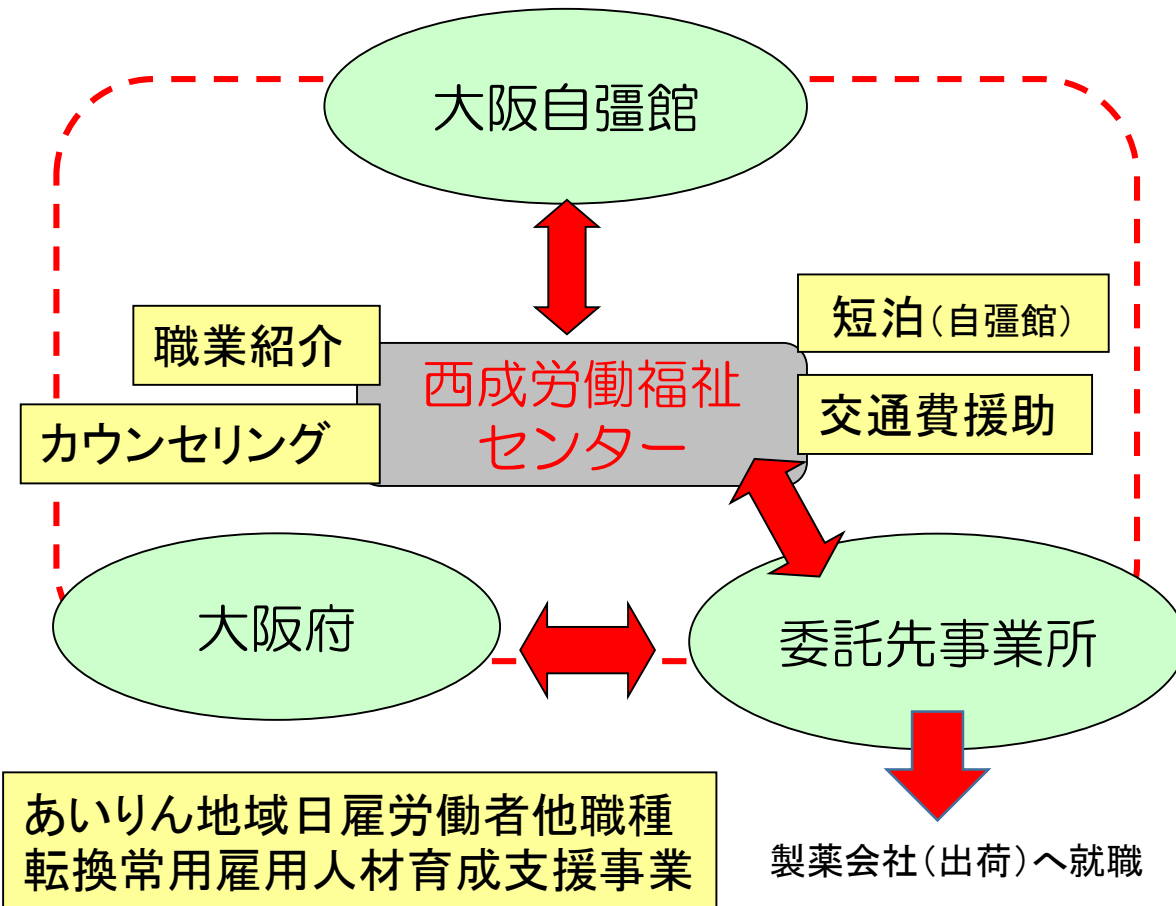 大阪自彊館
職業紹介
短泊（自彊館）
西成労働福祉
センター
カウンセリング
交通費援助
大阪府
委託先事業所
あいりん地域日雇労働者他職種
転換常用雇用人材育成支援事業
製薬会社（出荷）へ就職